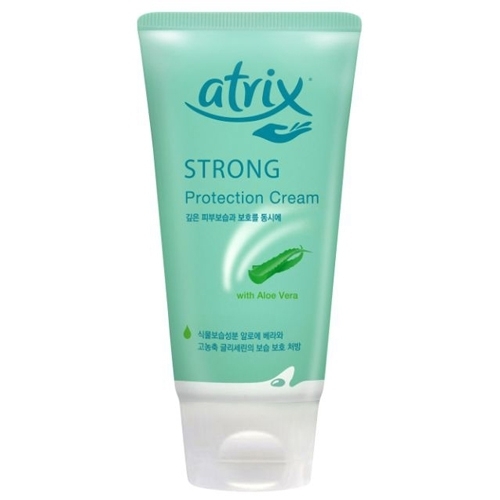 atrix
STRONG
Protection Cream
깊은 피부보습과 보호를 동시에
with Aloe Vera
식물보습성분 알로에 베라와
고농축 글리세린의 보습 보호 처방